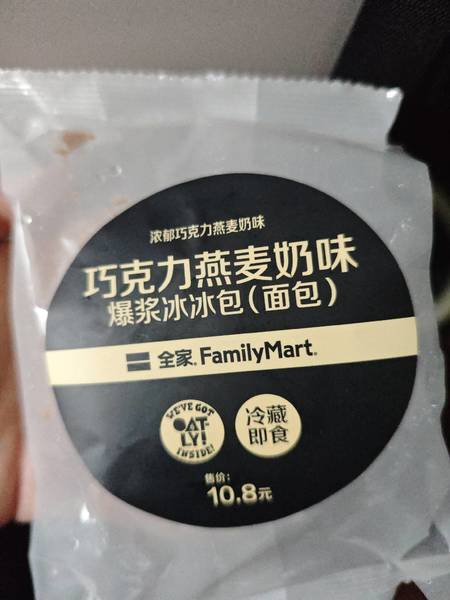 浓郁巧克力燕麦奶味
巧克力燕麦奶味
爆浆冰冰包(面包)
全家® FamilyMart®
WE'VE GOT
OAT-
LY!
INSIDE!
冷藏
即食
售价:
10.8元